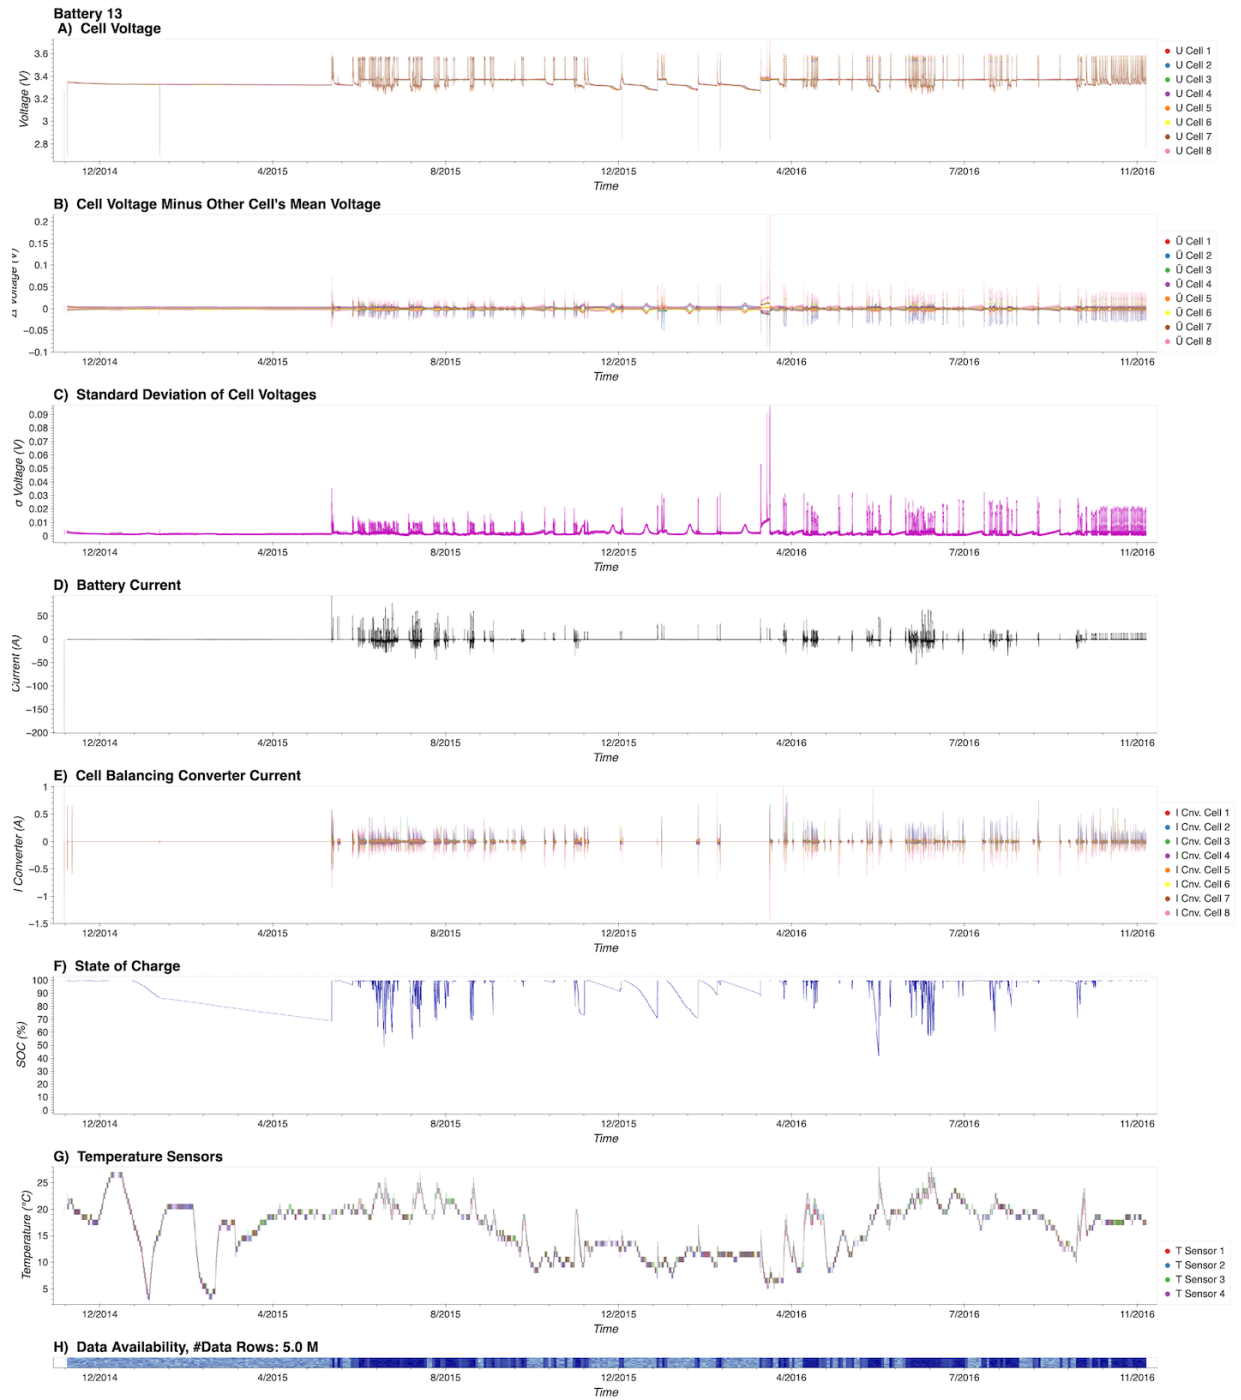 Battery 13
A) Cell Voltage
3.6
3.4
3.2
3
2.8
Voltage (V)
12/2014 4/2015 8/2015 12/2015 4/2016 7/2016 11/2016
Time
U Cell 1
U Cell 2
U Cell 3
U Cell 4
U Cell 5
U Cell 6
U Cell 7
U Cell 8
B) Cell Voltage Minus Other Cell's Mean Voltage
0.2
0.15
0.1
0.05
0
−0.05
−0.1
Voltage (V)
12/2014 4/2015 8/2015 12/2015 4/2016 7/2016 11/2016
Time
Ū Cell 1
Ū Cell 2
Ū Cell 3
Ū Cell 4
Ū Cell 5
Ū Cell 6
Ū Cell 7
Ū Cell 8
C) Standard Deviation of Cell Voltages
0.09
0.08
0.07
0.06
0.05
0.04
0.03
0.02
0.01
0
σ Voltage (V)
12/2014 4/2015 8/2015 12/2015 4/2016 7/2016 11/2016
Time
D) Battery Current
50
0
−50
−100
−150
−200
Current (A)
12/2014 4/2015 8/2015 12/2015 4/2016 7/2016 11/2016
Time
E) Cell Balancing Converter Current
1
0.5
0
−0.5
−1
−1.5
I Converter (A)
12/2014 4/2015 8/2015 12/2015 4/2016 7/2016 11/2016
Time
I Cnv. Cell 1
I Cnv. Cell 2
I Cnv. Cell 3
I Cnv. Cell 4
I Cnv. Cell 5
I Cnv. Cell 6
I Cnv. Cell 7
I Cnv. Cell 8
F) State of Charge
100
90
80
70
60
50
40
30
20
10
0
SOC (%)
12/2014 4/2015 8/2015 12/2015 4/2016 7/2016 11/2016
Time
G) Temperature Sensors
25
20
15
10
5
Temperature (°C)
12/2014 4/2015 8/2015 12/2015 4/2016 7/2016 11/2016
Time
T Sensor 1
T Sensor 2
T Sensor 3
T Sensor 4
H) Data Availability, #Data Rows: 5.0 M
12/2014 4/2015 8/2015 12/2015 4/2016 7/2016 11/2016
Time